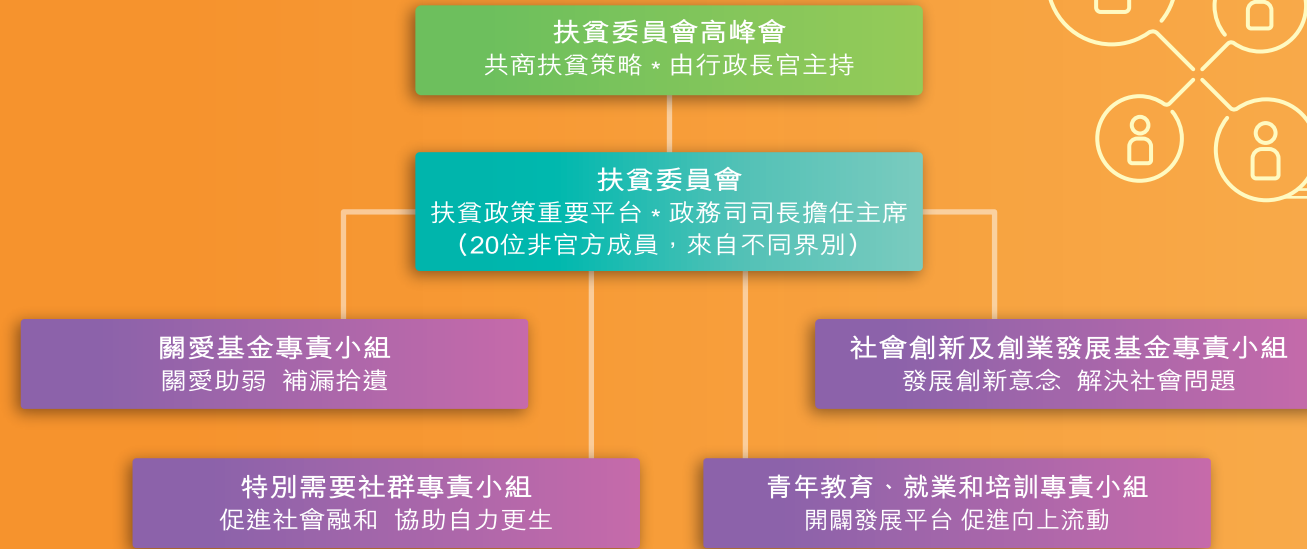 扶貧委員會高峰會
共商扶貧策略 * 由行政長官主持
扶貧委員會
扶貧政策重要平台 * 政務司司長擔任主席
（20位非官方成員，來自不同界別）
關愛基金專責小組
關愛助弱 補漏拾遺
社會創新及創業發展基金專責小組
發展創新意念 解決社會問題
特別需要社群專責小組
促進社會融和 協助自力更生
青年教育、就業和培訓專責小組
開闢發展平台 促進向上流動